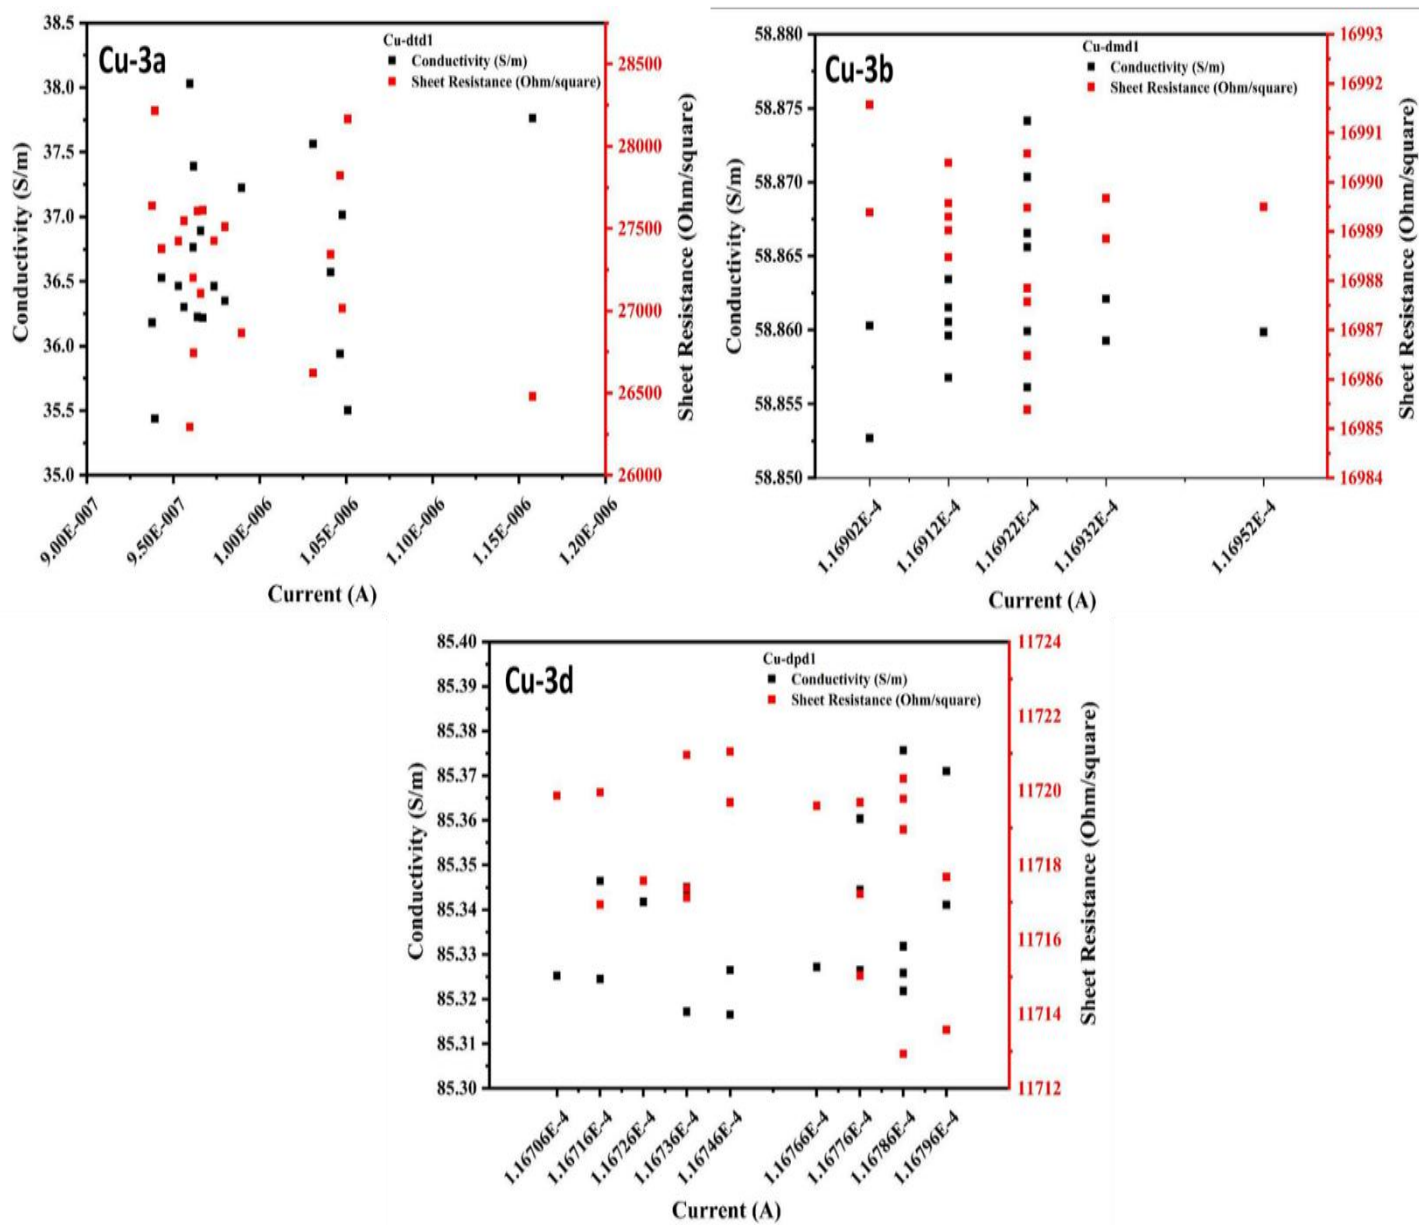 Cu-3a
Cu-dtd1
Conductivity (S/m)
Sheet Resistance (Ohm/square)
38.5
38.0
37.5
37.0
36.5
36.0
35.5
35.0
Conductivity (S/m)
28500
28000
27500
27000
26500
26000
Sheet Resistance (Ohm/square)
9.00E-007
9.50E-007
1.00E-006
1.05E-006
1.10E-006
1.15E-006
1.20E-006
Current (A)
Cu-3b
Cu-dmd1
Conductivity (S/m)
Sheet Resistance (Ohm/square)
58.880
58.875
58.870
58.865
58.860
58.855
58.850
Conductivity (S/m)
16993
16992
16991
16990
16989
16988
16987
16986
16985
16984
Sheet Resistance (Ohm/square)
1.16902E-4
1.16912E-4
1.16922E-4
1.16932E-4
1.16952E-4
Current (A)
Cu-3d
Cu-dpd1
Conductivity (S/m)
Sheet Resistance (Ohm/square)
85.40
85.39
85.38
85.37
85.36
85.35
85.34
85.33
85.32
85.31
85.30
Conductivity (S/m)
11724
11722
11720
11718
11716
11714
11712
Sheet Resistance (Ohm/square)
1.16706E-4
1.16716E-4
1.16726E-4
1.16736E-4
1.16746E-4
1.16766E-4
1.16776E-4
1.16786E-4
1.16796E-4
Current (A)